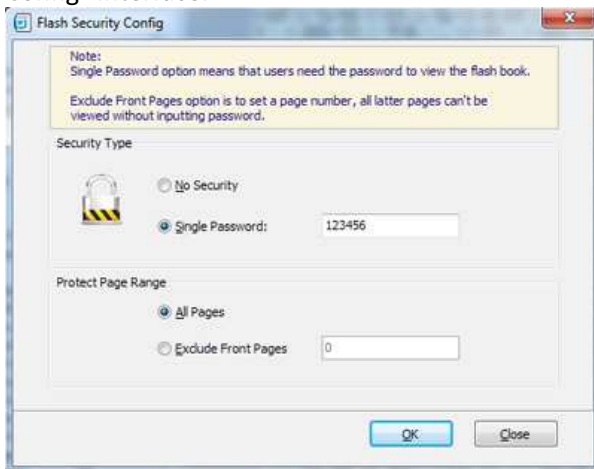 Flash Security Config
Note:
Single Password option means that users need the password to view the flash book.
Exclude Front Pages option is to set a page number, all latter pages can't be
viewed without inputting password.
Security Type
No Security
Single Password:
123456
Protect Page Range
All Pages
Exclude Front Pages
0
OK
Close